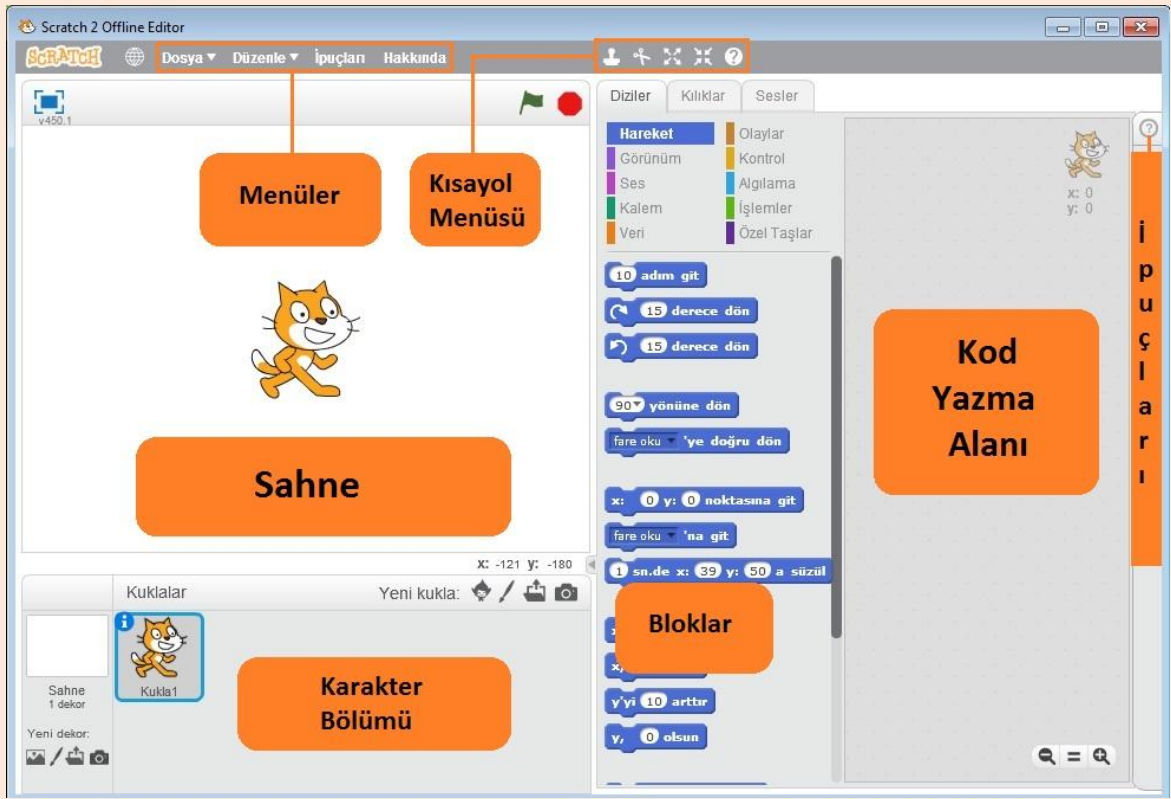 Scratch 2 Offline Editor
SCRATCH Dosya Düzenle İpuçları Hakkında
v450.1
Menüler
Kısayol
Menüsü
Sahne
x: -121 y: -180
Kuklalar Yeni kukla:
Sahne
1 dekor
Yeni dekor:
Kukla1
Karakter
Bölümü
Diziler Kılıklar Sesler
Hareket Olaylar
Görünüm Kontrol
Ses Algılama
Kalem İşlemler
Veri Özel Taşlar
10 adım git
15 derece dön
15 derece dön
90 yönüne dön
fare oku 'ye doğru dön
x: 0 y: 0 noktasına git
fare oku 'na git
1 sn.de x: 39 y: 50 a süzül
Bloklar
y'yi 10 arttır
y, 0 olsun
x: 0
y: 0
Kod
Yazma
Alanı
İpuçları